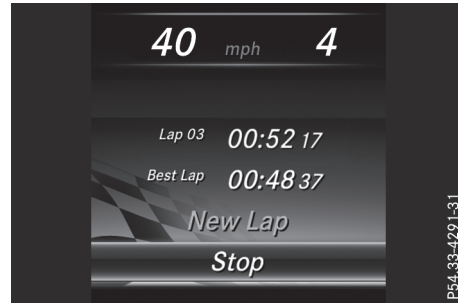 40 mph 4
Lap 03 00:52 17
Best Lap 00:48 37
New Lap
Stop
P54.33-4291-31